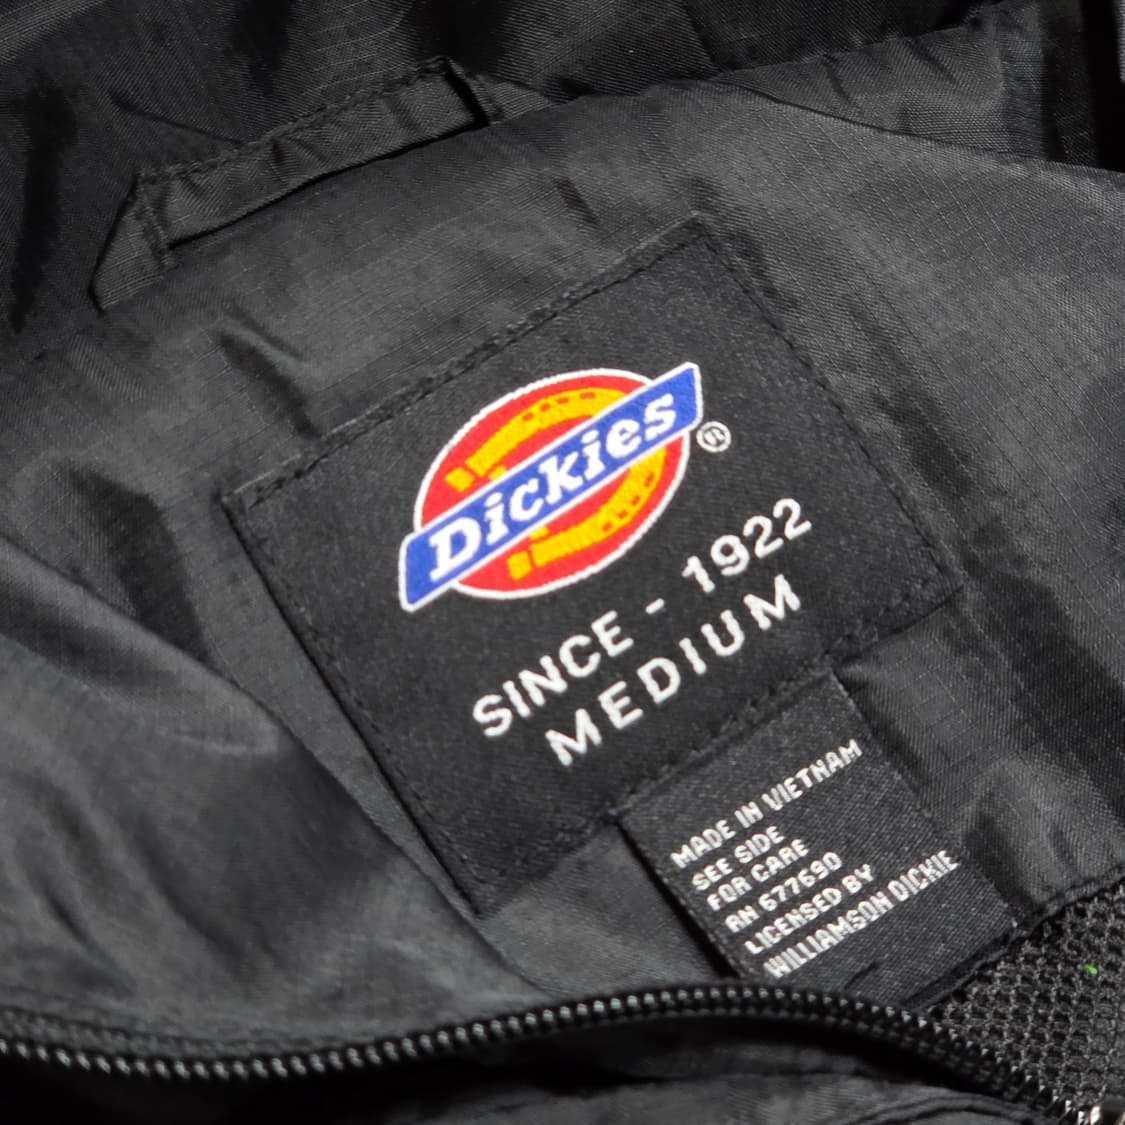 Dickies®
SINCE - 1922
MEDIUM
MADE IN VIETNAM
SEE SIDE
FOR CARE
RN 677690
LICENSED BY
WILLIAMSON DICKIE